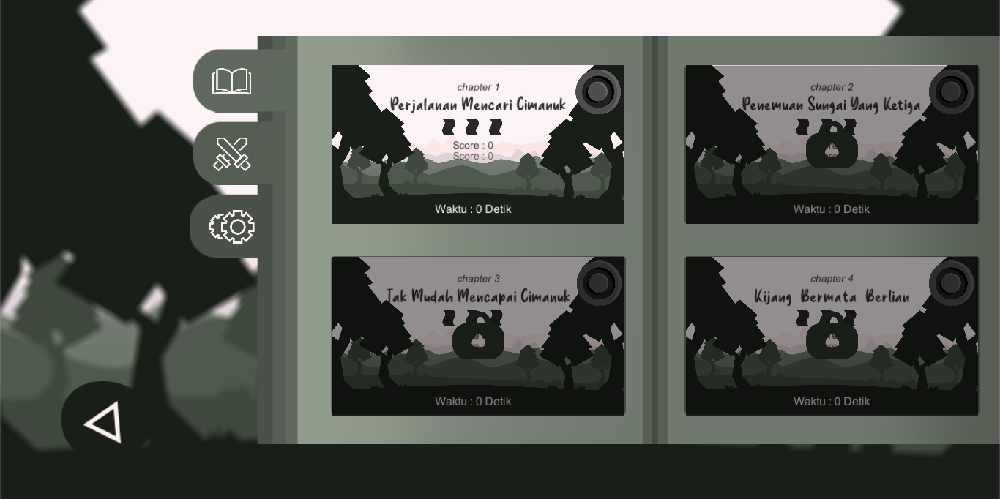 chapter 1
Perjalanan Mencari Cimanuk
Score : 0
Score : 0
Waktu : 0 Detik
chapter 2
Penemuan Sungai Yang Ketiga
Waktu : 0 Detik
chapter 3
Tak Mudah Mencapai Cimanuk
Waktu : 0 Detik
chapter 4
Kijang Bermata Berlian
Waktu : 0 Detik